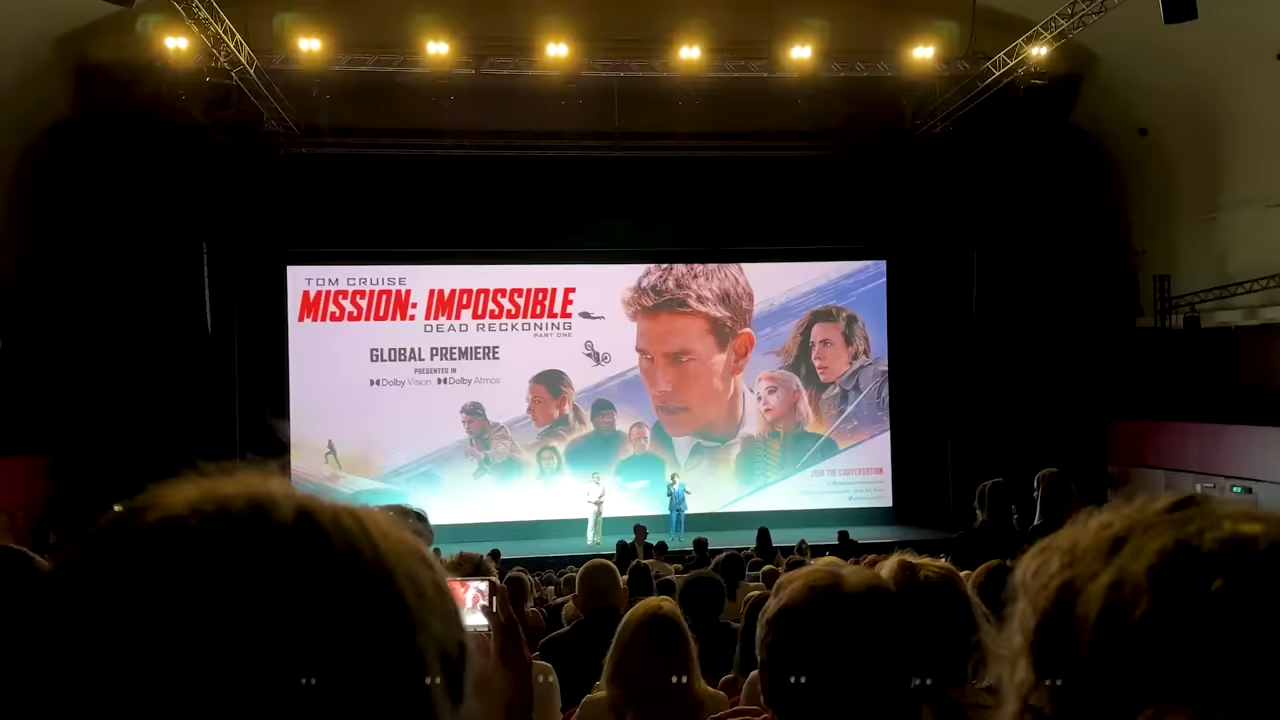 TOM CRUISE
MISSION: IMPOSSIBLE
DEAD RECKONING
PART ONE
GLOBAL PREMIERE
PRESENTED IN
Dolby Vision Dolby Atmos
JOIN THE CONVERSATION